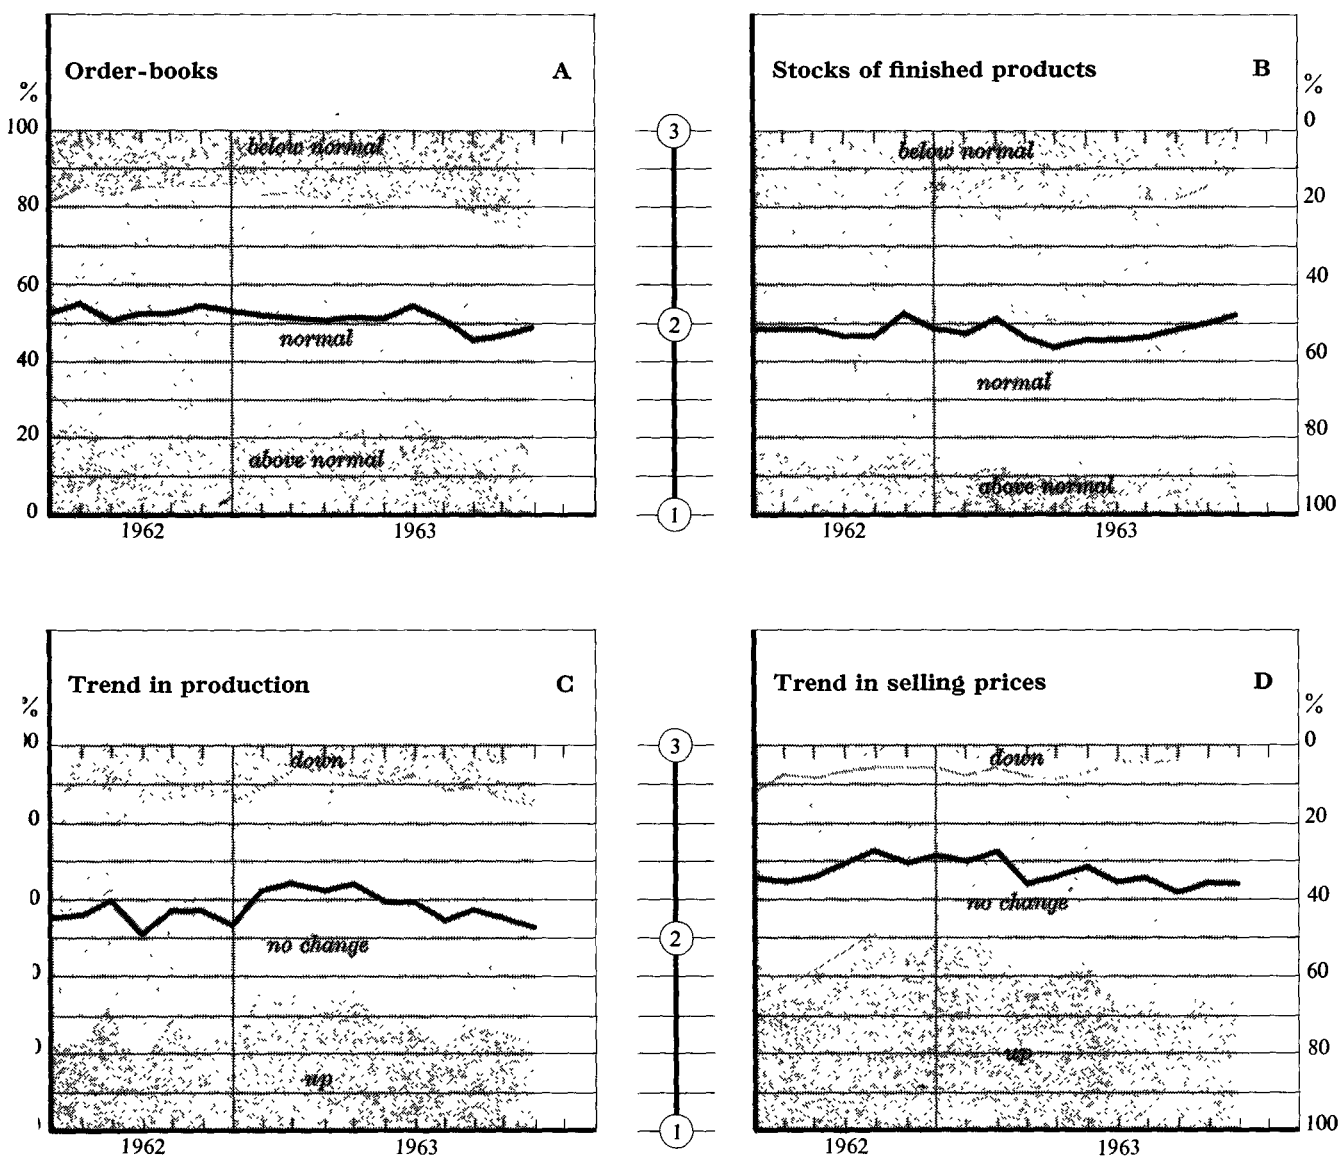 Order-books A
%
100
below normal
80
60
normal
40
20
above normal
0
1962 1963
3
2
1
Stocks of finished products B
%
0
below normal
20
40
60
normal
80
above normal
100
1962 1963
Trend in production C
%
down
0
0
no change
up
1962 1963
3
2
1
Trend in selling prices D
%
0
down
20
40
no change
60
80
up
100
1962 1963